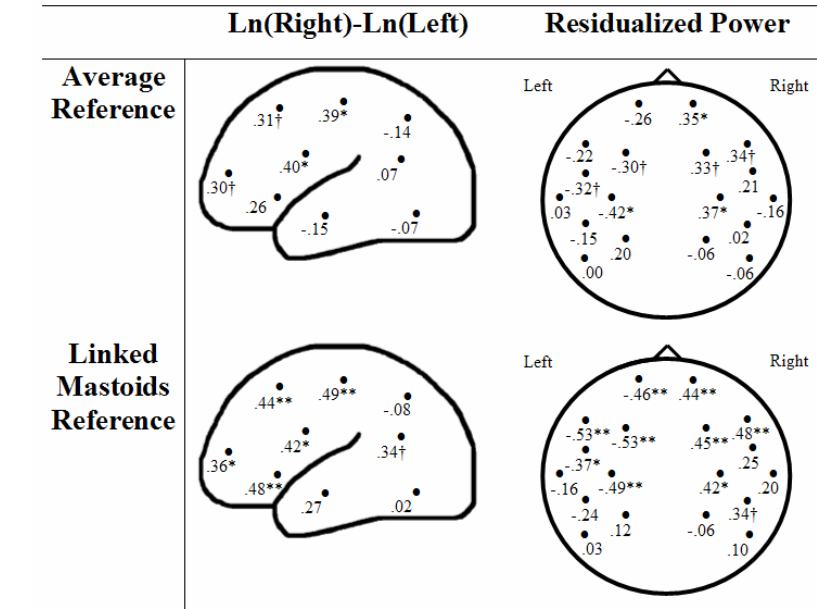 Ln(Right)-Ln(Left) Residualized Power
Average
Reference
Left Right
.31† .39* -.14
.40* .07
.30† .26
-.15 -.07
-.26 .35*
-.22 -.30† .33† .34†
-.32† .21
.03 -.42* .37* -.16
-.15 .20 -.06 .02
.00 -.06
Linked
Mastoids
Reference
Left Right
.44** .49** -.08
.42* .34†
.36* .48**
.27 .02
-.46** .44**
-.53** -.53** .45** .48**
-.37* .25
-.16 -.49** .42* .20
-.24 .12 -.06 .34†
.03 .10